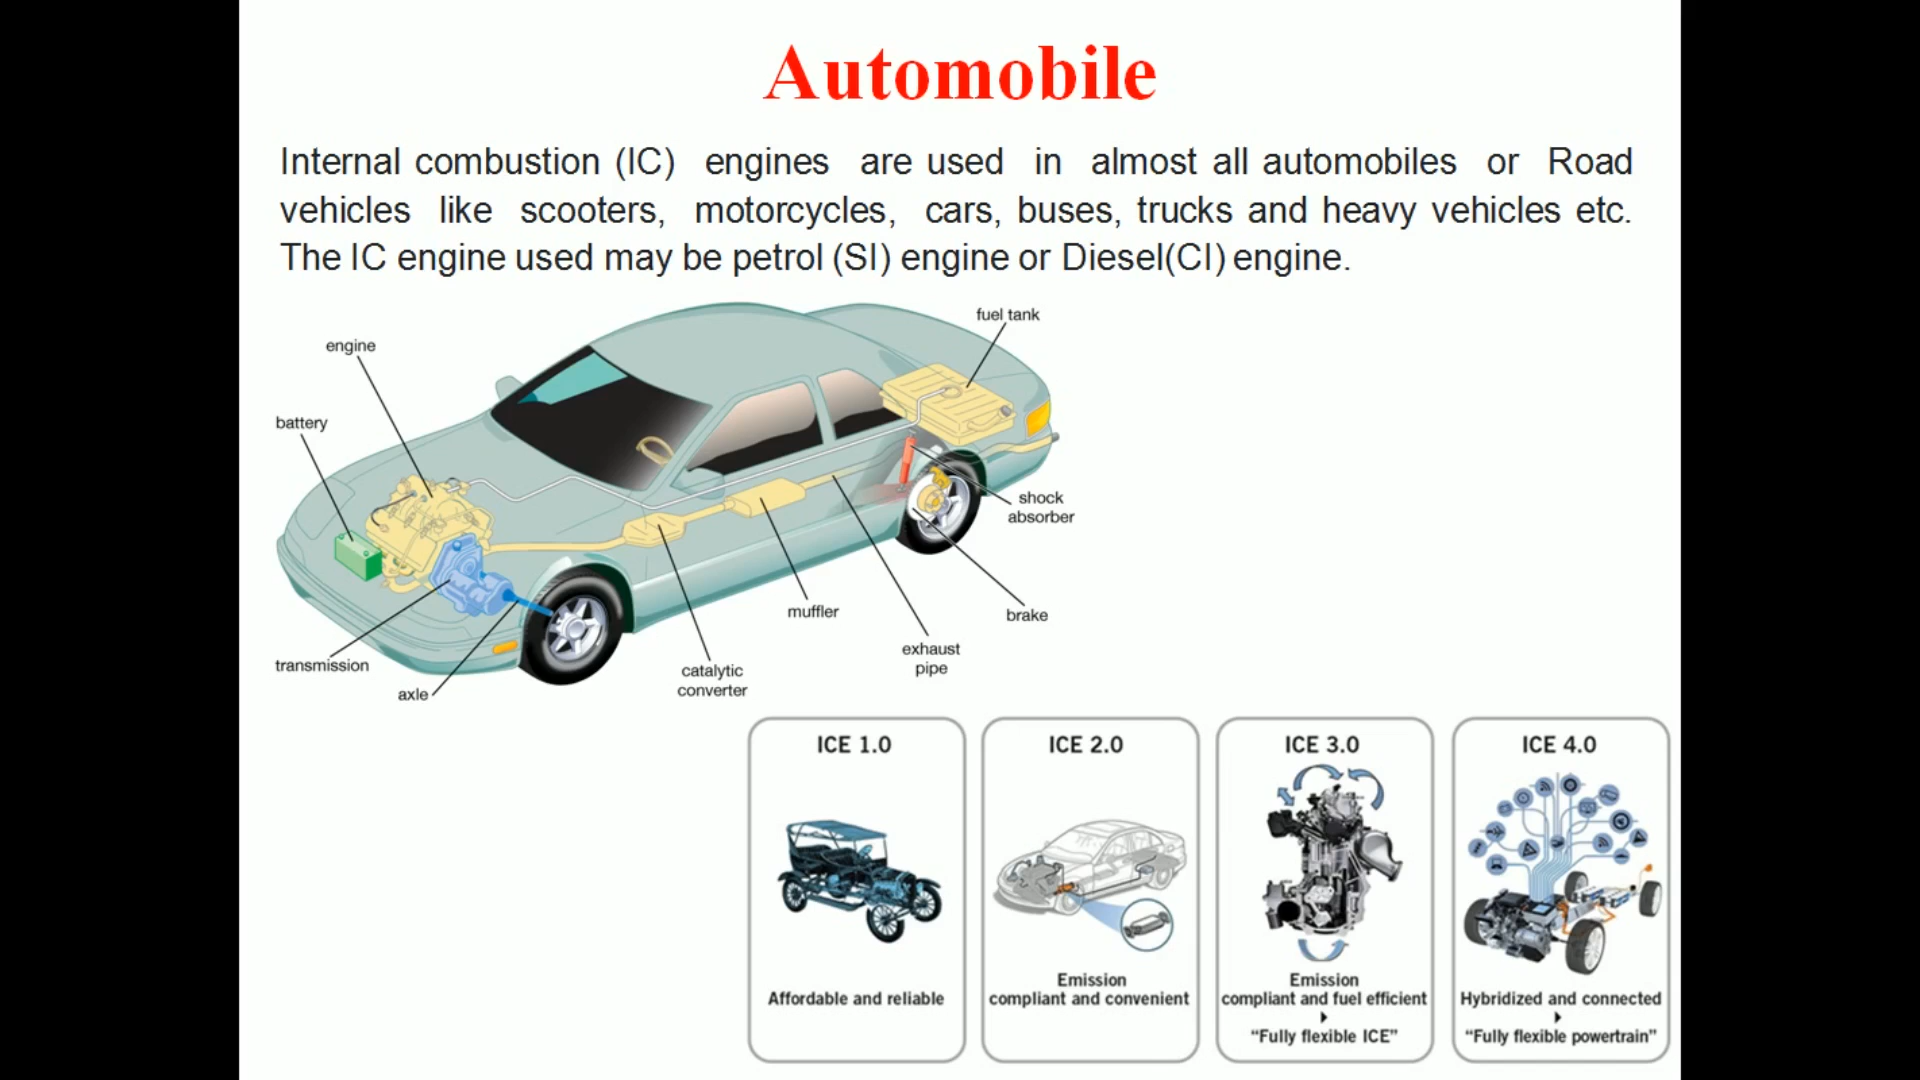 Automobile
Internal combustion (IC) engines are used in almost all automobiles or Road
vehicles like scooters, motorcycles, cars, buses, trucks and heavy vehicles etc.
The IC engine used may be petrol (SI) engine or Diesel(CI) engine.
fuel tank
engine
battery
shock
absorber
muffler
brake
exhaust
pipe
transmission
catalytic
converter
axle
ICE 1.0
Affordable and reliable
ICE 2.0
Emission
compliant and convenient
ICE 3.0
Emission
compliant and fuel efficient
"Fully flexible ICE"
ICE 4.0
Hybridized and connected
"Fully flexible powertrain"